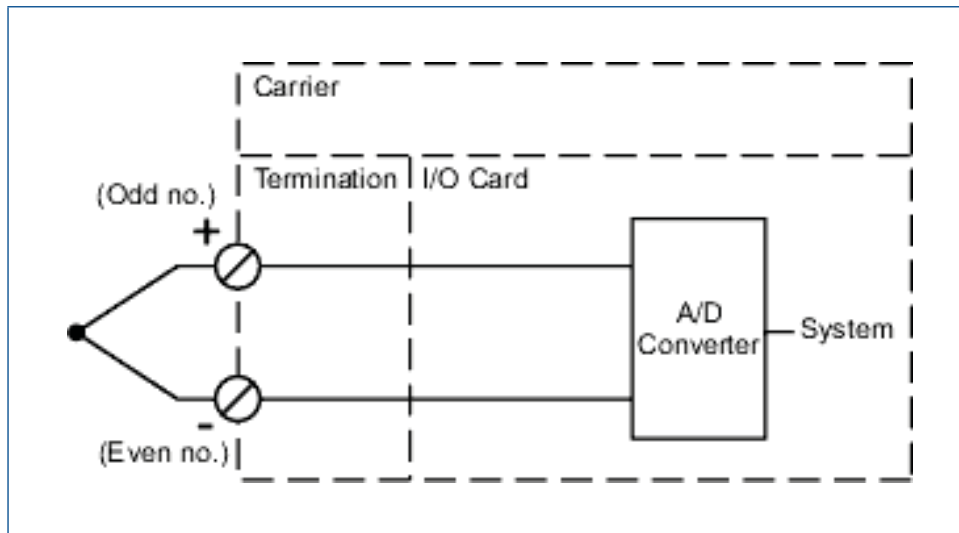 Carrier
Termination
I/O Card
(Odd no.)
+
A/D
Converter
System
-
(Even no.)